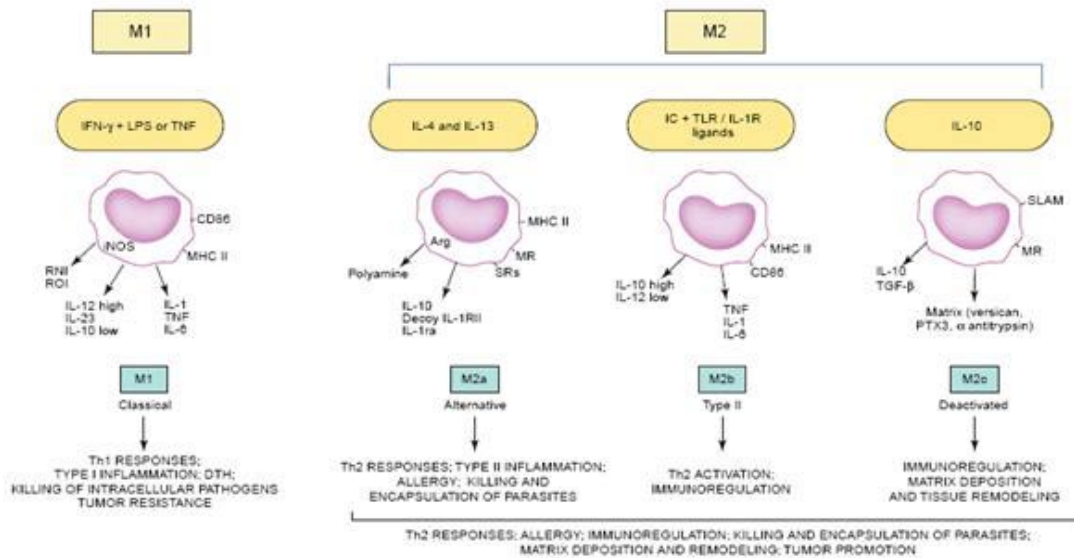 M1
M2
IFN-γ + LPS or TNF
IL-4 and IL-13
IC + TLR / IL-1R
ligands
IL-10
CD86
MHC II
iNOS
RNI
ROI
IL-12 high
IL-23
IL-10 low
IL-1
TNF
IL-6
MHC II
Arg
MR
SRs
Polyamine
IL-10
Decoy IL-1RII
IL-1ra
MHC II
CD86
IL-10 high
IL-12 low
TNF
IL-1
IL-6
SLAM
MR
IL-10
TGF-β
Matrix (versican,
PTX3, α antitrypsin)
M1
Classical
M2a
Alternative
M2b
Type II
M2c
Deactivated
Th1 RESPONSES;
TYPE I INFLAMMATION; DTH;
KILLING OF INTRACELLULAR PATHOGENS
TUMOR RESISTANCE
Th2 RESPONSES; TYPE II INFLAMMATION;
ALLERGY; KILLING AND
ENCAPSULATION OF PARASITES
Th2 ACTIVATION;
IMMUNOREGULATION
IMMUNOREGULATION;
MATRIX DEPOSITION
AND TISSUE REMODELING
Th2 RESPONSES; ALLERGY; IMMUNOREGULATION; KILLING AND ENCAPSULATION OF PARASITES;
MATRIX DEPOSITION AND REMODELING; TUMOR PROMOTION